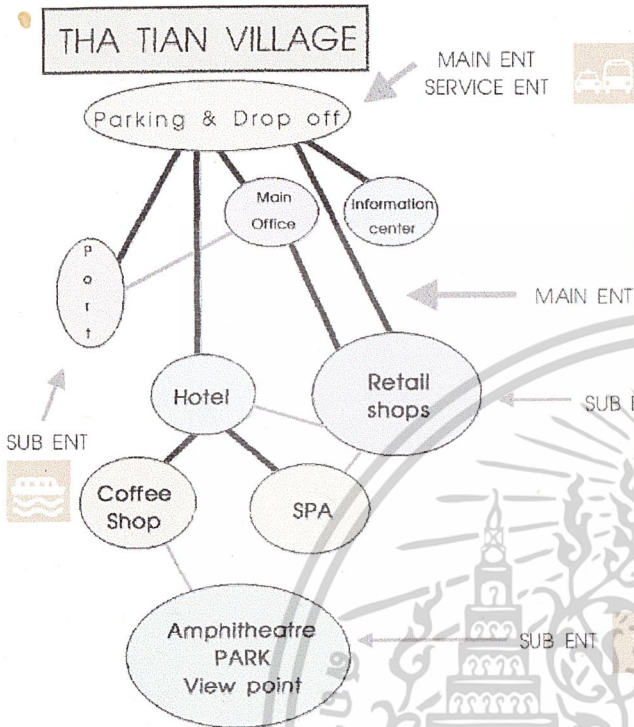 THA TIAN VILLAGE
MAIN ENT
SERVICE ENT
Parking & Drop off
Main
Office
Information
center
P
o
r
t
MAIN ENT
Hotel
Retail
shops
SUB E
SUB ENT
Coffee
Shop
SPA
Amphitheatre
PARK
View point
SUB ENT